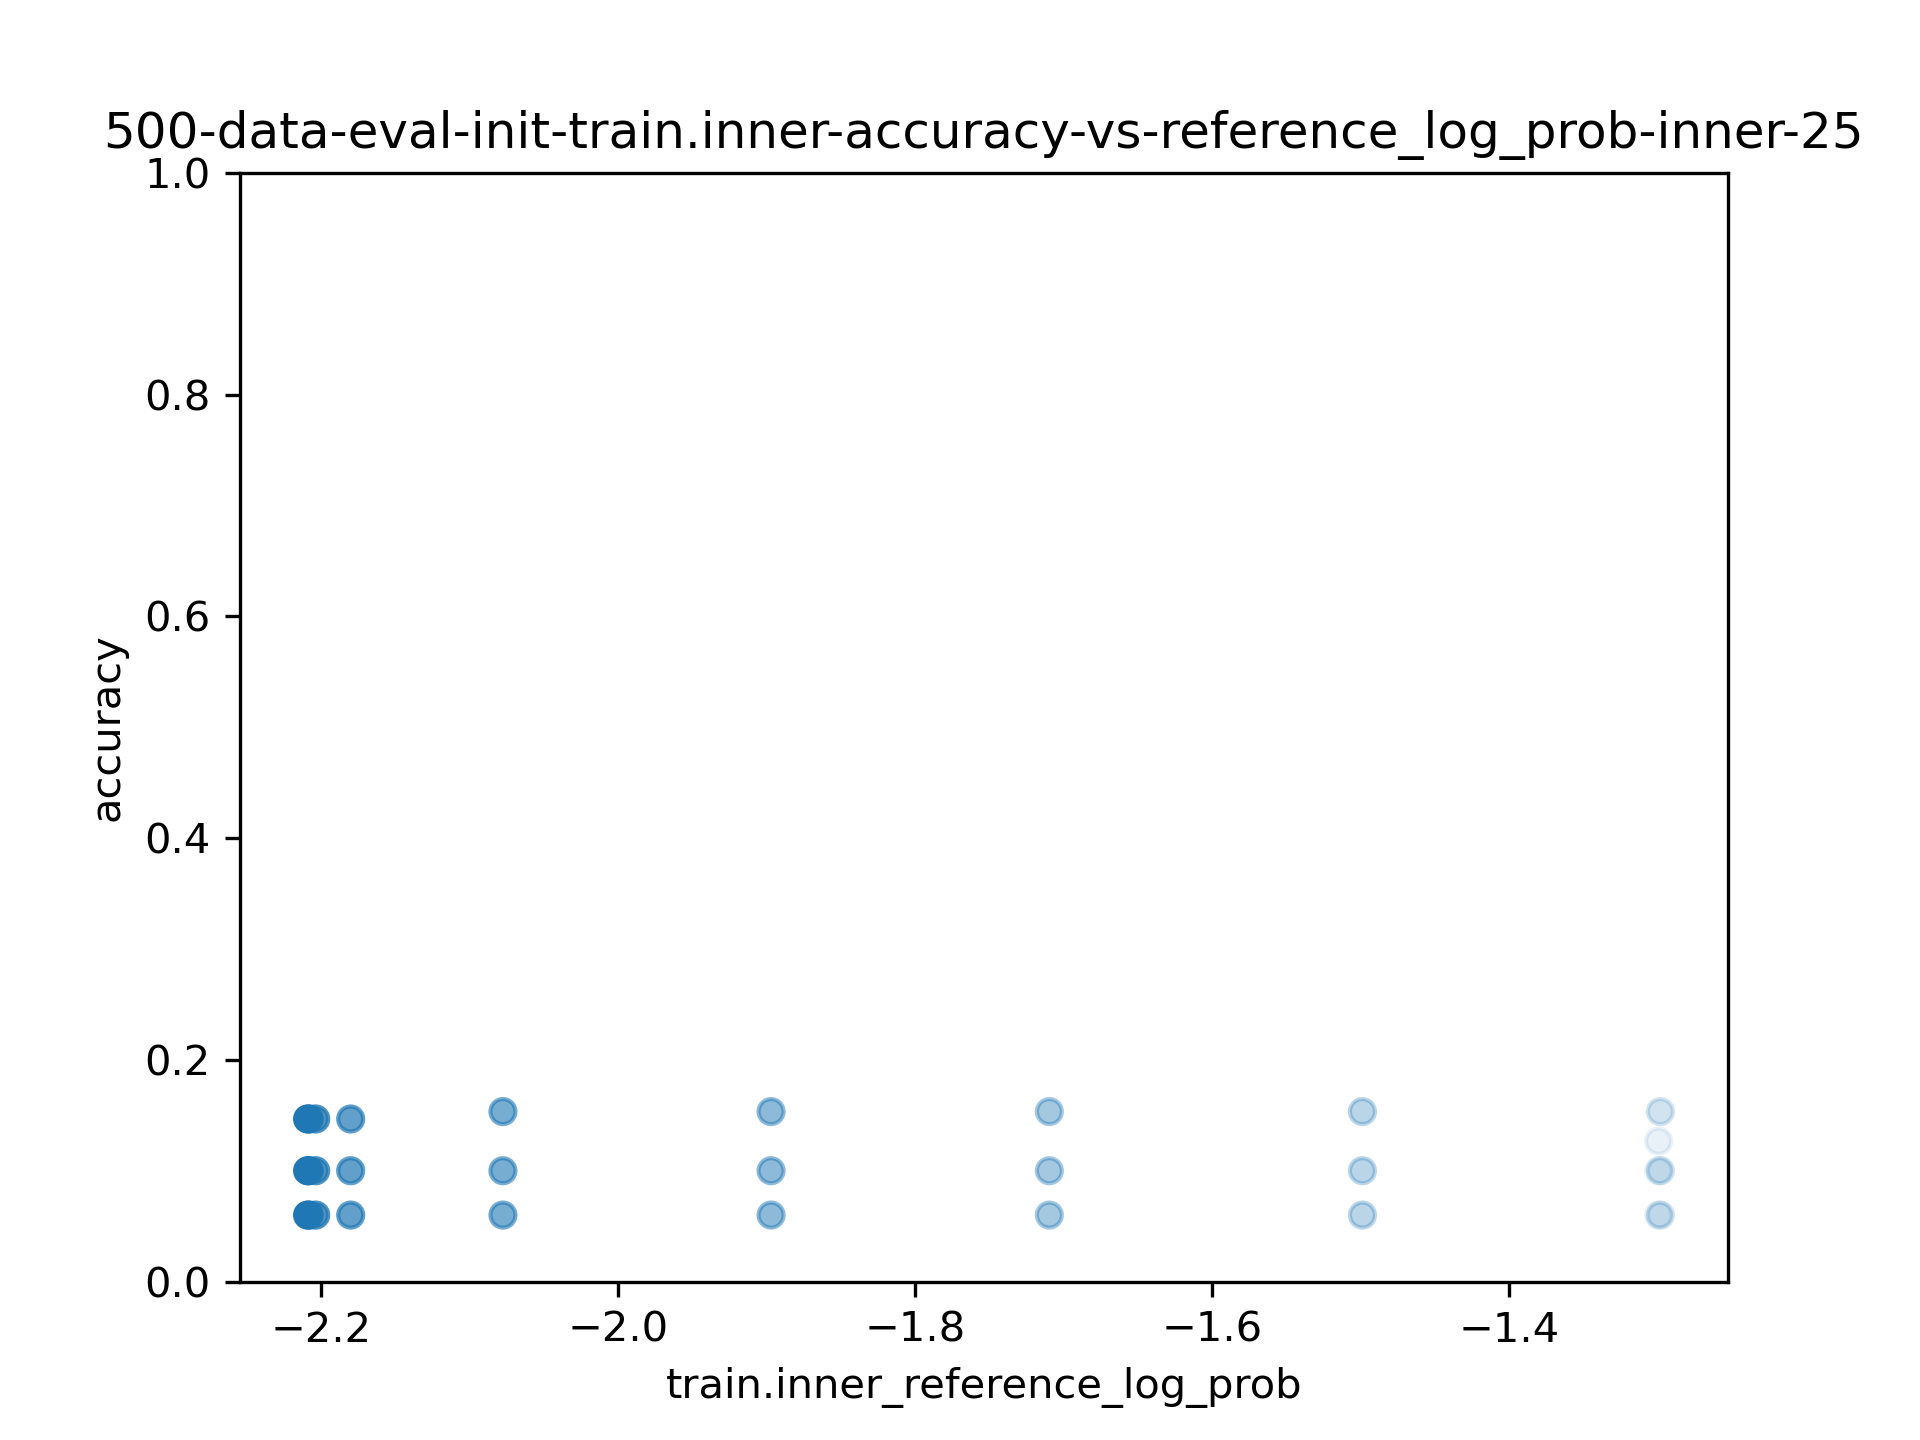 500-data-eval-init-train.inner-accuracy-vs-reference_log_prob-inner-25
1.0
0.8
0.6
0.4
0.2
0.0
accuracy
−2.2 −2.0 −1.8 −1.6 −1.4
train.inner_reference_log_prob